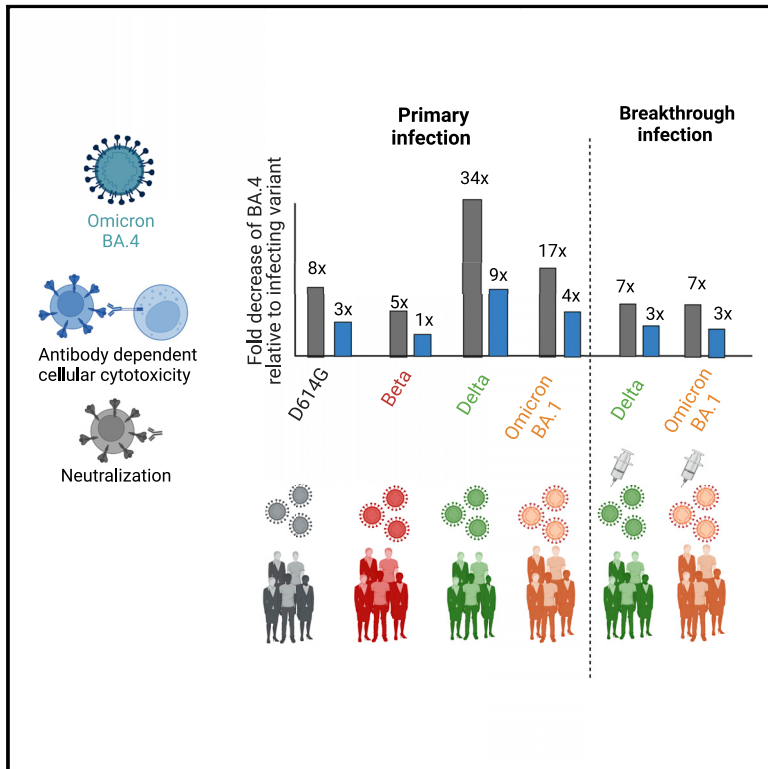 Primary
infection
Breakthrough
infection
Omicron
BA.4
Antibody dependent
cellular cytotoxicity
Neutralization
Fold decrease of BA.4
relative to infecting variant
8x
3x
5x
1x
34x
9x
17x
4x
7x
3x
7x
3x
D614G
Beta
Delta
Omicron
BA.1
Delta
Omicron
BA.1